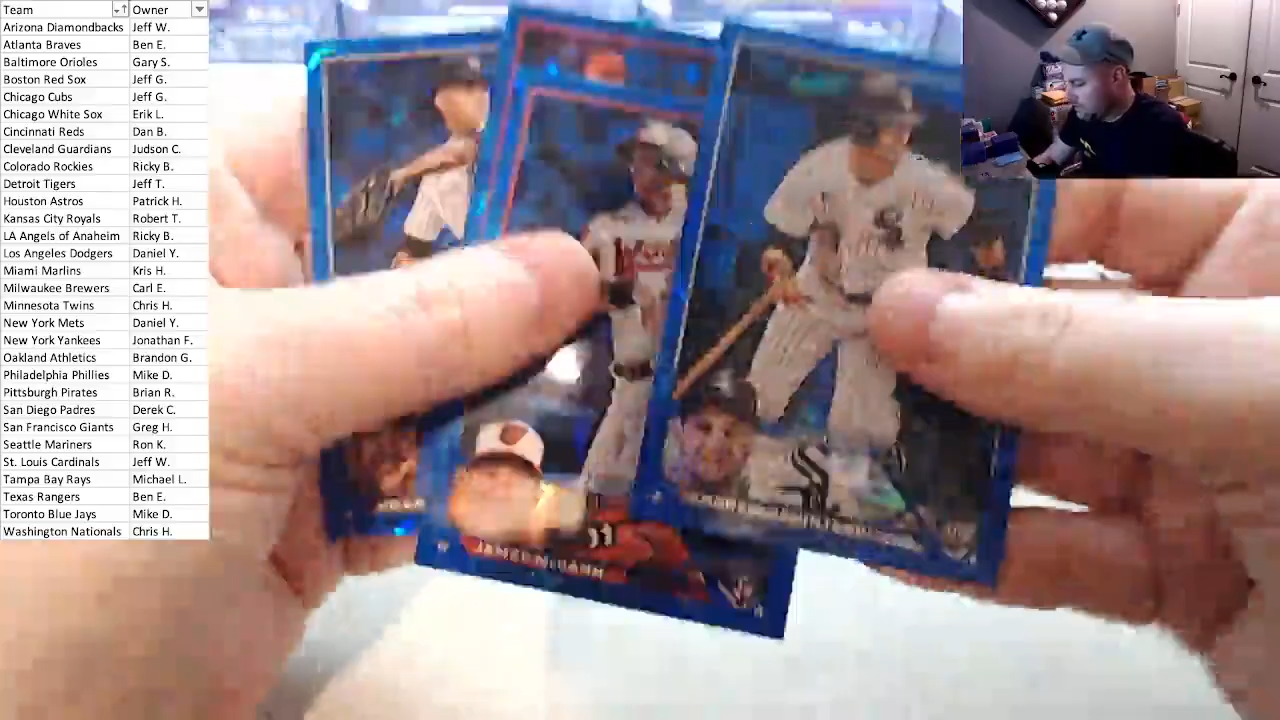 Team Owner
Arizona Diamondbacks Jeff W.
Atlanta Braves Ben E.
Baltimore Orioles Gary S.
Boston Red Sox Jeff G.
Chicago Cubs Jeff G.
Chicago White Sox Erik L.
Cincinnati Reds Dan B.
Cleveland Guardians Judson C.
Colorado Rockies Ricky B.
Detroit Tigers Jeff T.
Houston Astros Patrick H.
Kansas City Royals Robert T.
LA Angels of Anaheim Ricky B.
Los Angeles Dodgers Daniel Y.
Miami Marlins Kris H.
Milwaukee Brewers Carl E.
Minnesota Twins Chris H.
New York Mets Daniel Y.
New York Yankees Jonathan F.
Oakland Athletics Brandon G.
Philadelphia Phillies Mike D.
Pittsburgh Pirates Brian R.
San Diego Padres Derek C.
San Francisco Giants Greg H.
Seattle Mariners Ron K.
St. Louis Cardinals Jeff W.
Tampa Bay Rays Michael L.
Texas Rangers Ben E.
Toronto Blue Jays Mike D.
Washington Nationals Chris H.
JAMES McCANN